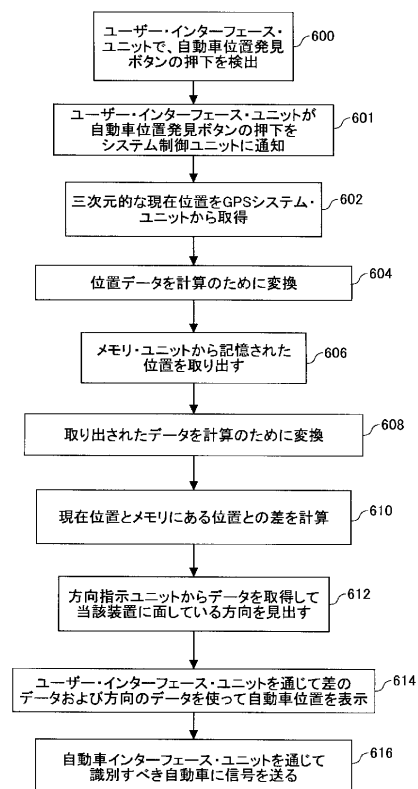 ユーザー・インターフェース・
ユニットで、自動車位置発見
ボタンの押下を検出
600
ユーザー・インターフェース・ユニットが
自動車位置発見ボタンの押下を
システム制御ユニットに通知
601
三次元的な現在位置をGPSシステム・
ユニットから取得
602
位置データを計算のために変換
604
メモリ・ユニットから記憶された
位置を取り出す
606
取り出されたデータを計算のために変換
608
現在位置とメモリにある位置との差を計算
610
方向指示ユニットからデータを取得して
当該装置に面している方向を見出す
612
ユーザー・インターフェース・ユニットを通じて差の
データおよび方向のデータを使って自動車位置を表示
614
自動車インターフェース・ユニットを通じて
識別すべき自動車に信号を送る
616